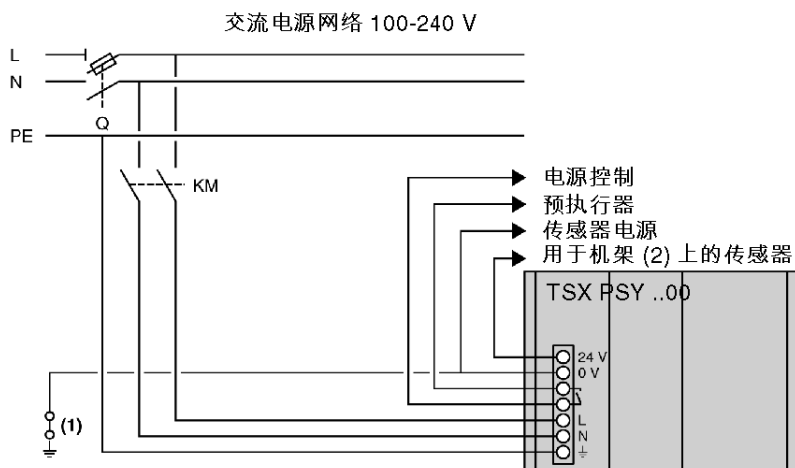 交流电源网络 100-240 V
L
N
Q
PE
KM
电源控制
预执行器
传感器电源
用于机架 (2) 上的传感器
TSX PSY ..00
24 V
0 V
L
N
(1)